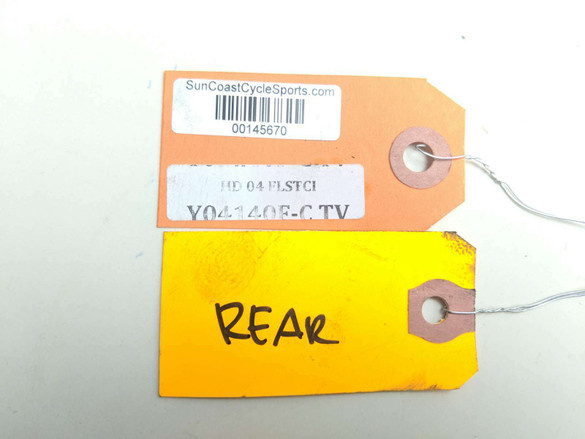 SunCoastCycleSports.com
00145670
HD 04 FLSTCI
Y04140F-C TV
REAR